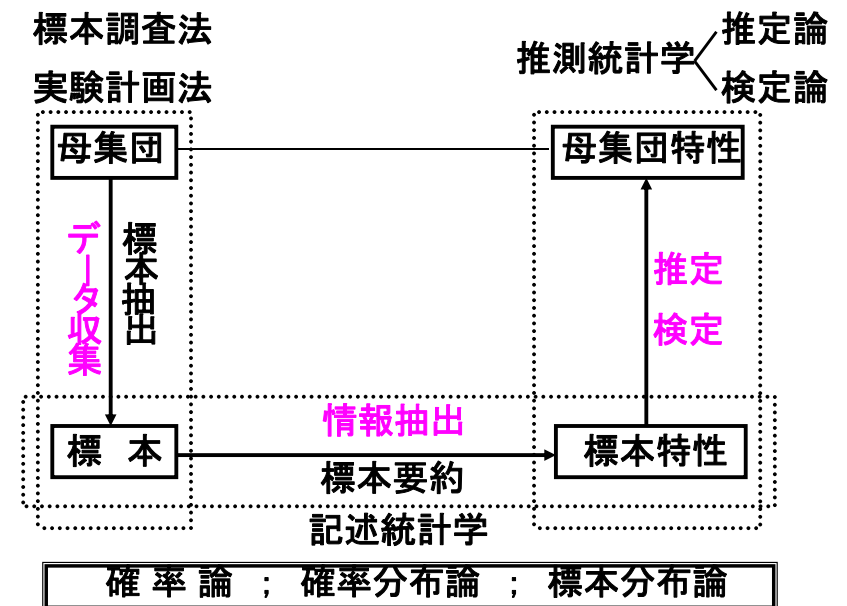 標本調査法
実験計画法
推測統計学
推定論
検定論
母集団
母集団特性
データ収集
標本抽出
推定
検定
情報抽出
標 本
標本特性
標本要約
記述統計学
確 率 論 ; 確率分布論 ; 標本分布論